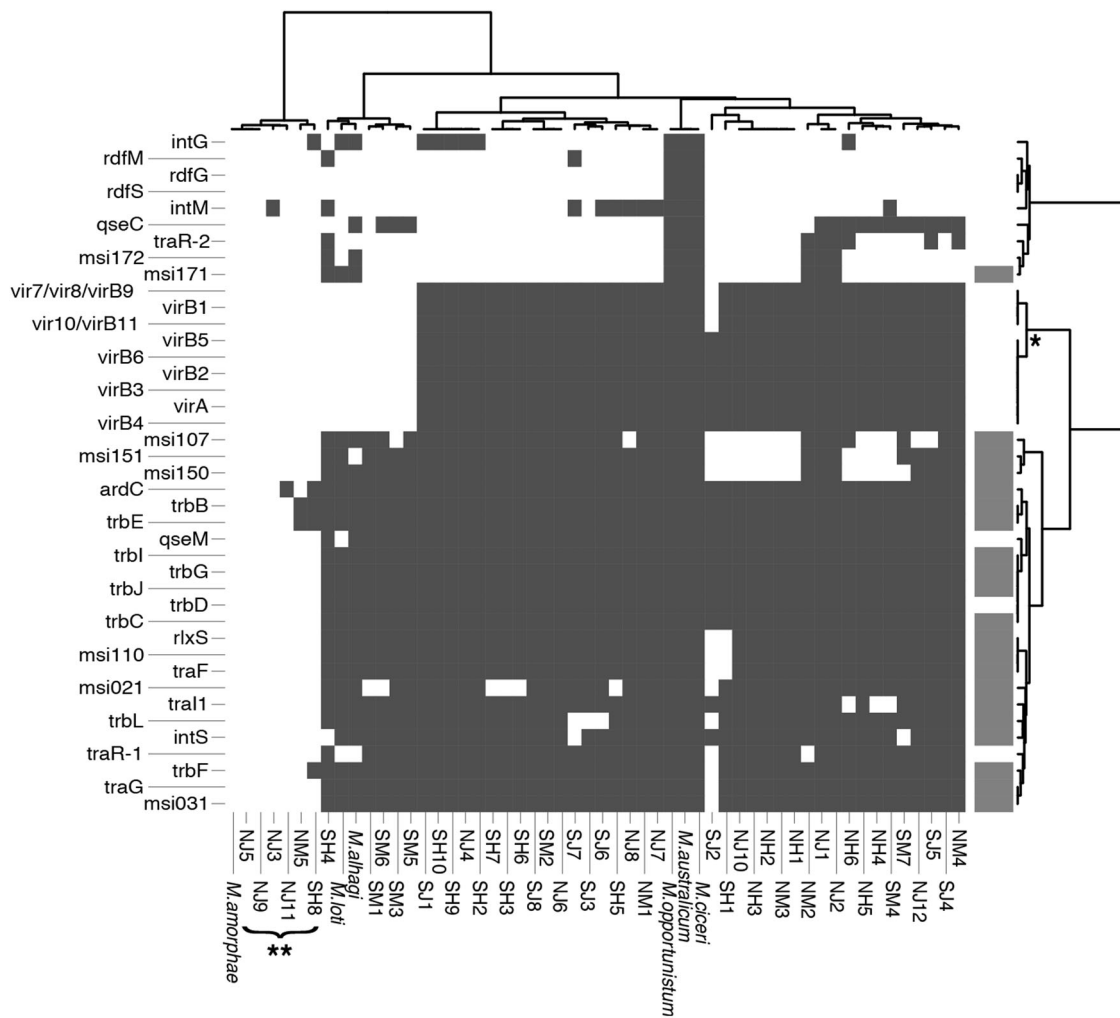 intG
rdfM
rdfG
rdfS
intM
qseC
traR-2
msi172
msi171
vir7/vir8/virB9
virB1
vir10/virB11
virB5
virB6
virB2
virB3
virA
virB4
msi107
msi151
msi150
ardC
trbB
trbE
qseM
trbI
trbG
trbJ
trbD
trbC
rlxS
msi110
traF
msi021
traI1
trbL
intS
traR-1
trbF
traG
msi031
*
M.amorphae
NJ5
NJ9
NJ3
NJ11
NM5
SH8
SH4
M.loti
M.alhagi
SM1
SM6
SM3
SM5
SJ1
SH10
SH9
NJ4
SH2
SH7
SH3
SH6
SJ8
SM2
NJ6
SJ7
SJ3
SJ6
SH5
NJ8
NM1
NJ7
M.opportunistum
M.australicum
M.ciceri
SJ2
SH1
NJ10
NH3
NH2
NM3
NH1
NM2
NJ1
NJ2
NH6
NH5
NH4
SM4
SM7
NJ12
SJ5
SJ4
NM4
**